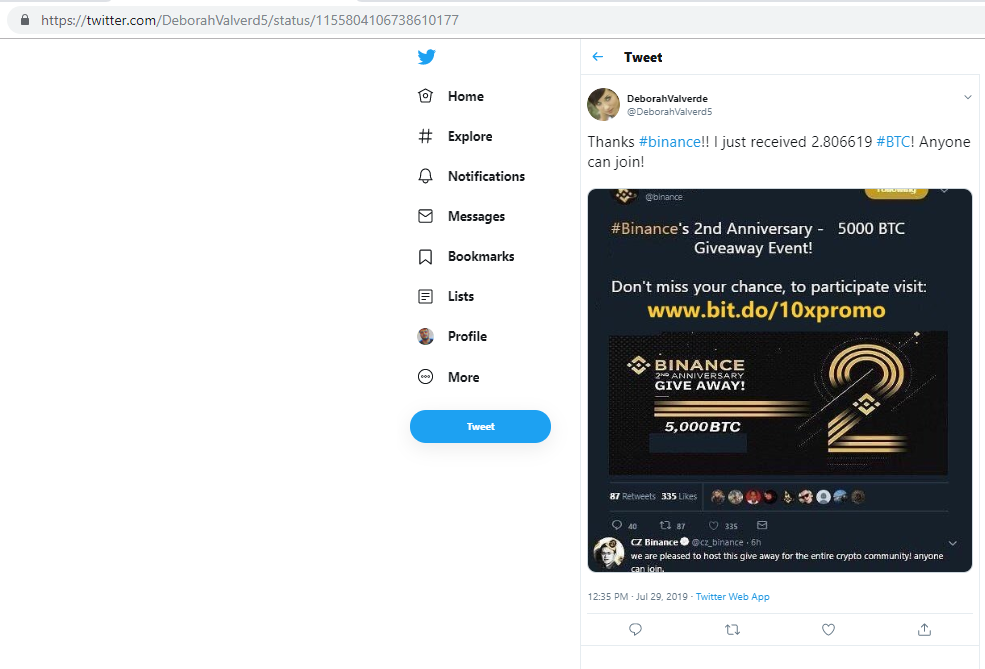 https://twitter.com/DeborahValverd5/status/1155804106738610177
Home
Explore
Notifications
Messages
Bookmarks
Lists
Profile
More
Tweet
Tweet
DeborahValverde
@DeborahValverd5
Thanks #binance!! I just received 2.806619 #BTC! Anyone
can join!
@binance
Following
#Binance's 2nd Anniversary - 5000 BTC
Giveaway Event!
Don't miss your chance, to participate visit:
www.bit.do/10xpromo
BINANCE
2ND ANNIVERSARY
GIVE AWAY!
5,000BTC
2
87 Retweets 335 Likes
40 87 335
CZ Binance @cz_binance · 6h
we are pleased to host this give away for the entire crypto community! anyone
can join.
12:35 PM · Jul 29, 2019 · Twitter Web App